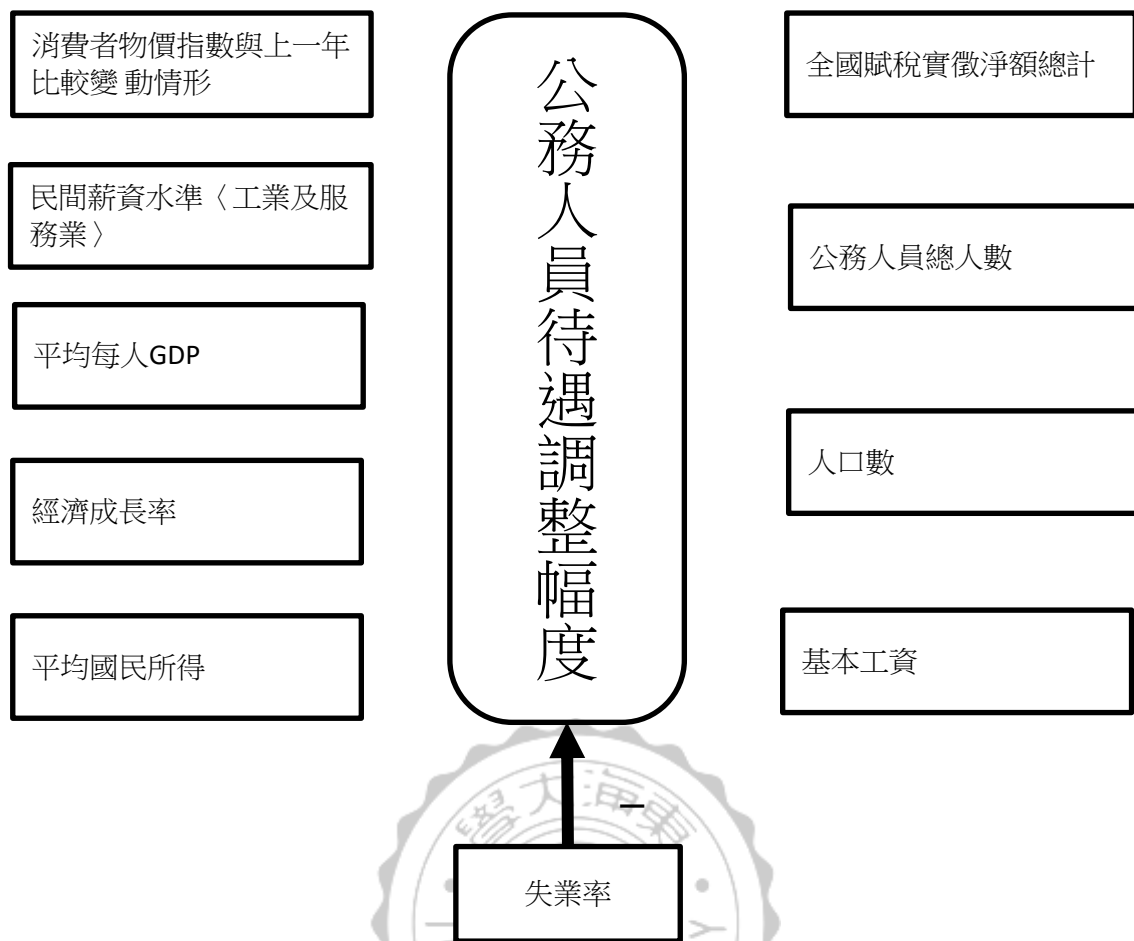 消費者物價指數與上一年
比較變 動情形
民間薪資水準〈工業及服
務業〉
平均每人GDP
經濟成長率
平均國民所得
公務人員待遇調整幅度
全國賦稅實徵淨額總計
公務人員總人數
人口數
基本工資
–
失業率
學大海東